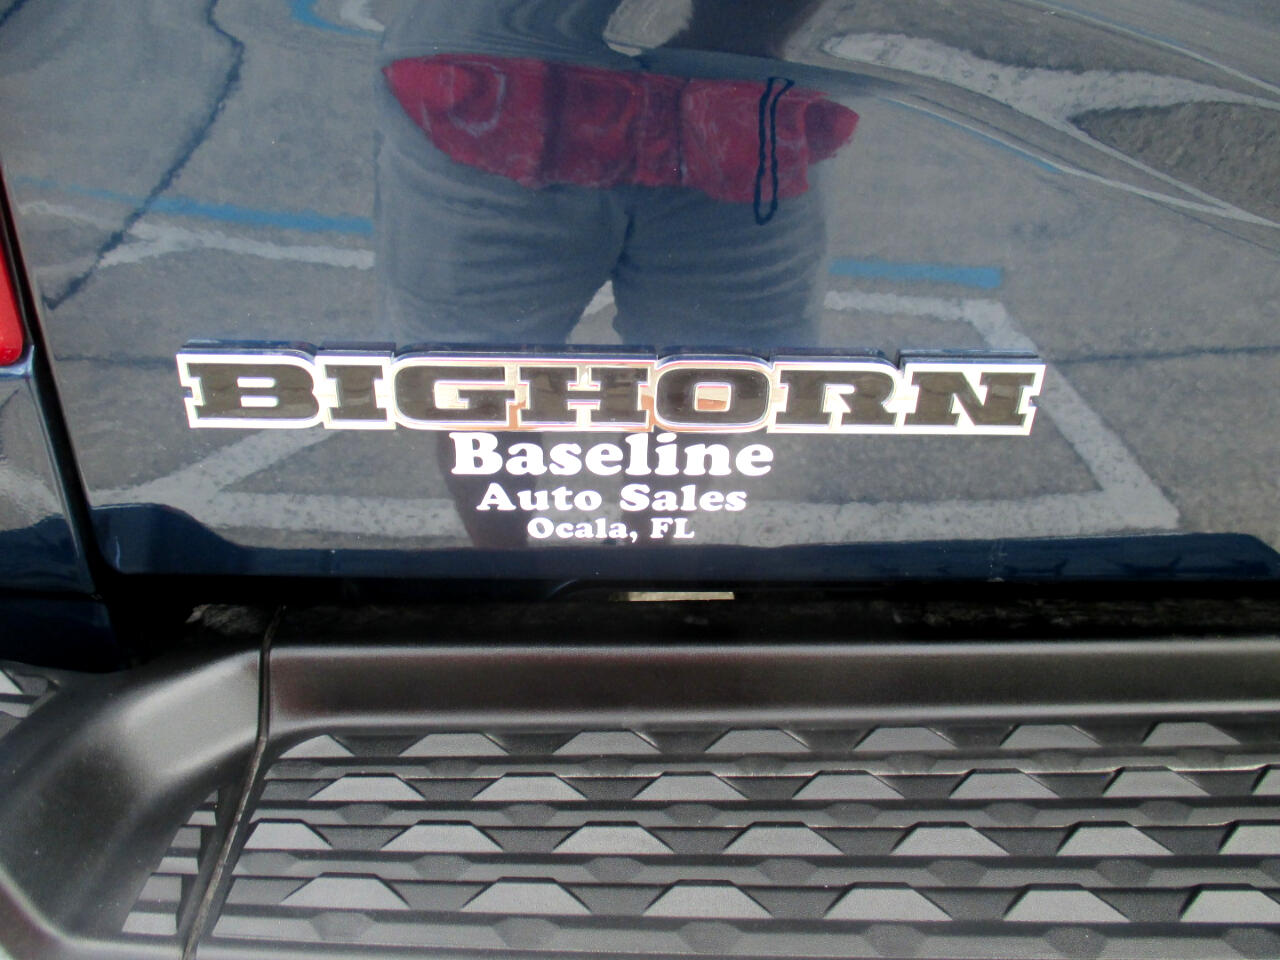 BIGHORN
Baseline
Auto Sales
Ocala, FL